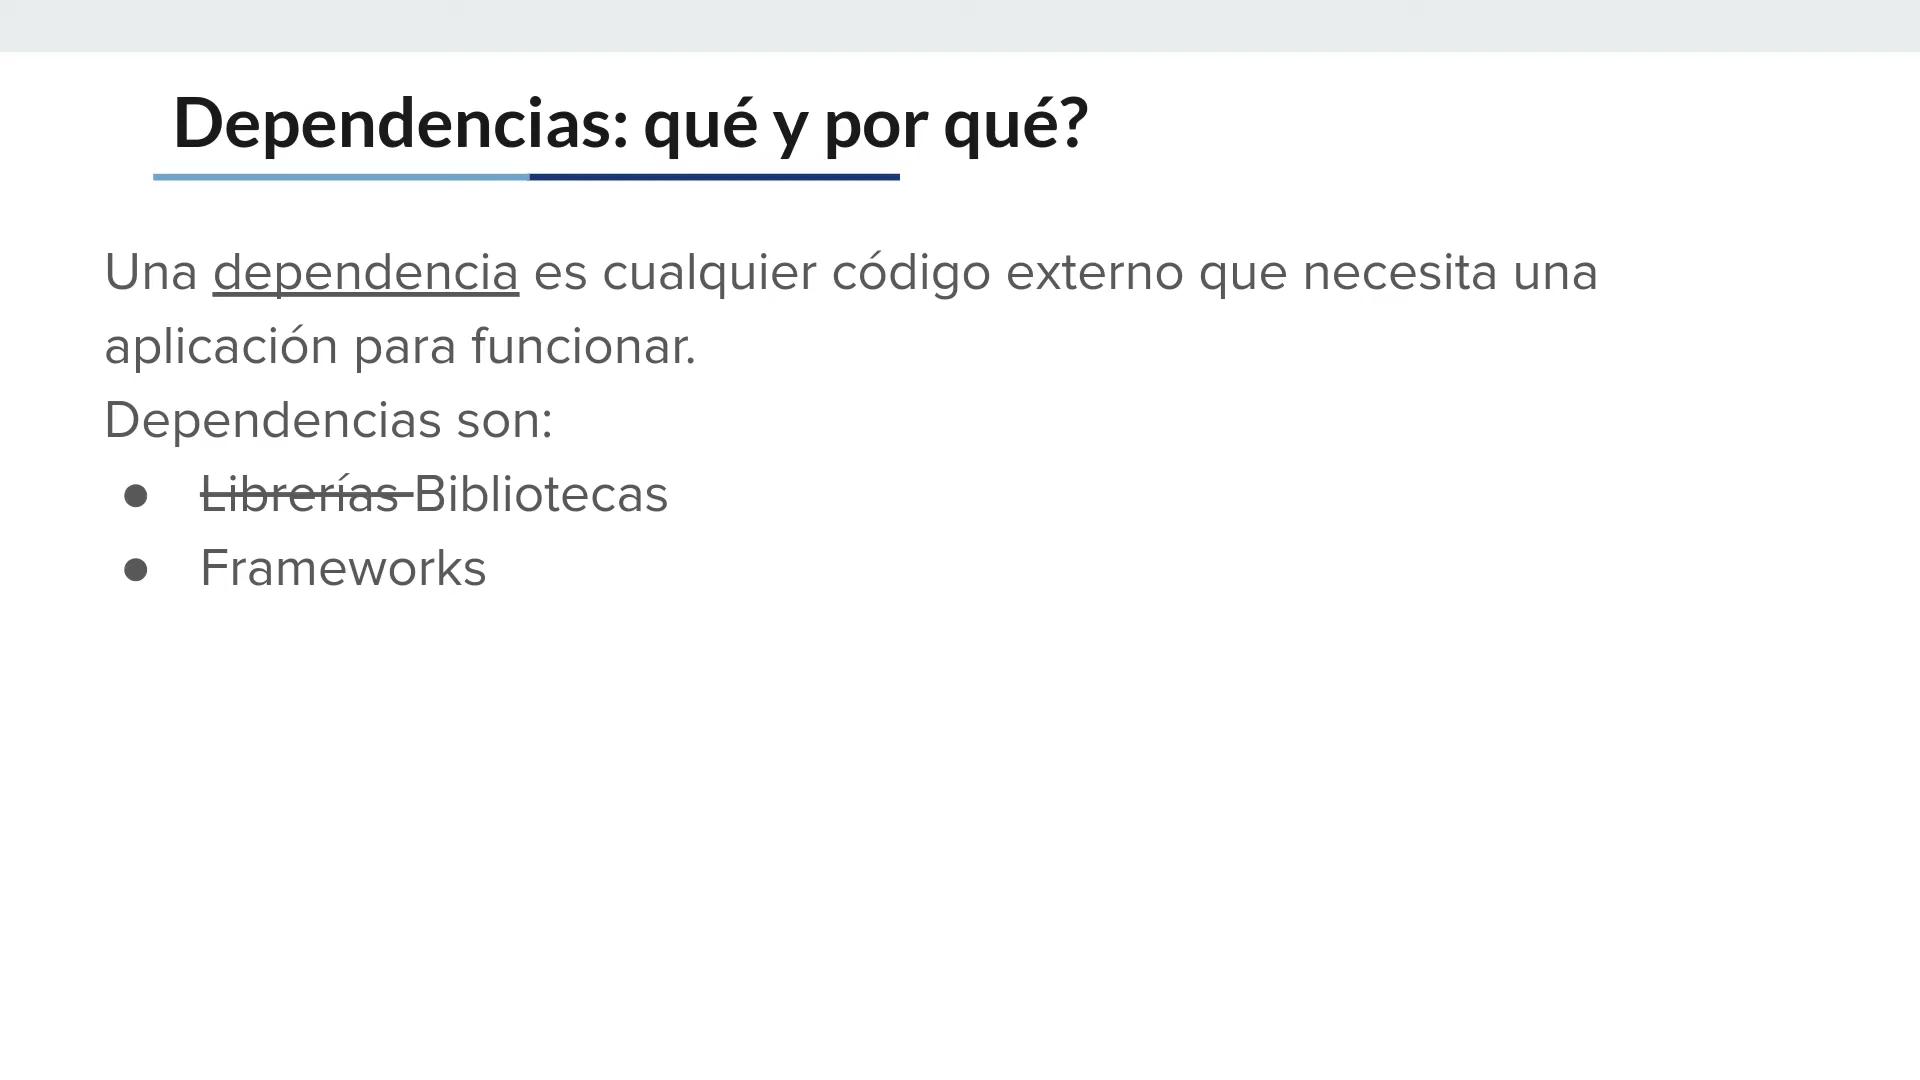 Dependencias: qué y por qué?
Una dependencia es cualquier código externo que necesita una
aplicación para funcionar.
Dependencias son:
● Librerías Bibliotecas
● Frameworks